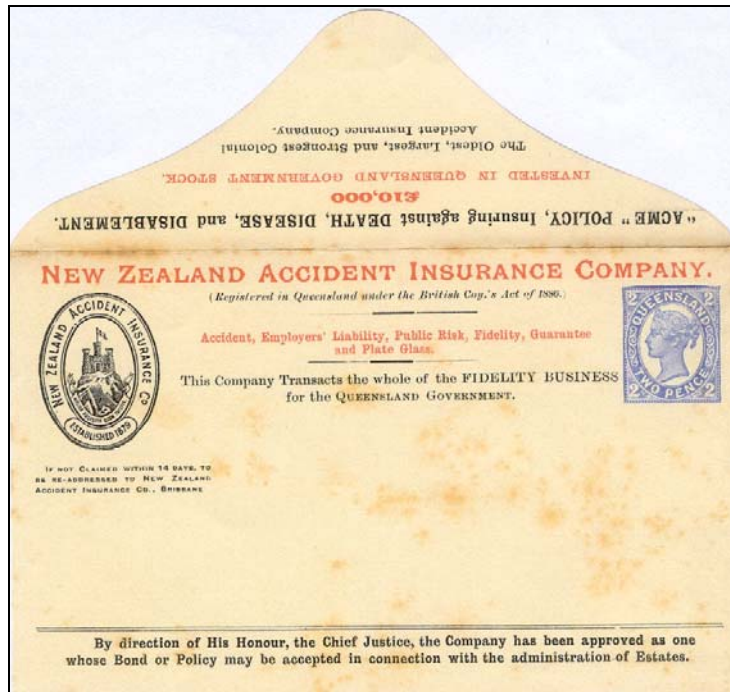 "ACME" POLICY, Insuring against DEATH, DISEASE, and DISABLEMENT.
£10,000
INVESTED IN QUEENSLAND GOVERNMENT STOCK.
The Oldest, Largest, and Strongest Colonial
Accident Insurance Company.
NEW ZEALAND ACCIDENT INSURANCE COMPANY.
(Registered in Queensland under the British Coy.'s Act of 1886.)
Accident, Employers' Liability, Public Risk, Fidelity, Guarantee
and Plate Glass.
This Company Transacts the whole of the FIDELITY BUSINESS
for the QUEENSLAND GOVERNMENT.
NEW ZEALAND ACCIDENT INSURANCE CO
ESTABLISHED 1879
IF NOT CLAIMED WITHIN 14 DAYS, TO
BE RE-ADDRESSED TO NEW ZEALAND
ACCIDENT INSURANCE CO., BRISBANE
2 2
QUEENSLAND
TWO PENCE
2 2
By direction of His Honour, the Chief Justice, the Company has been approved as one
whose Bond or Policy may be accepted in connection with the administration of Estates.